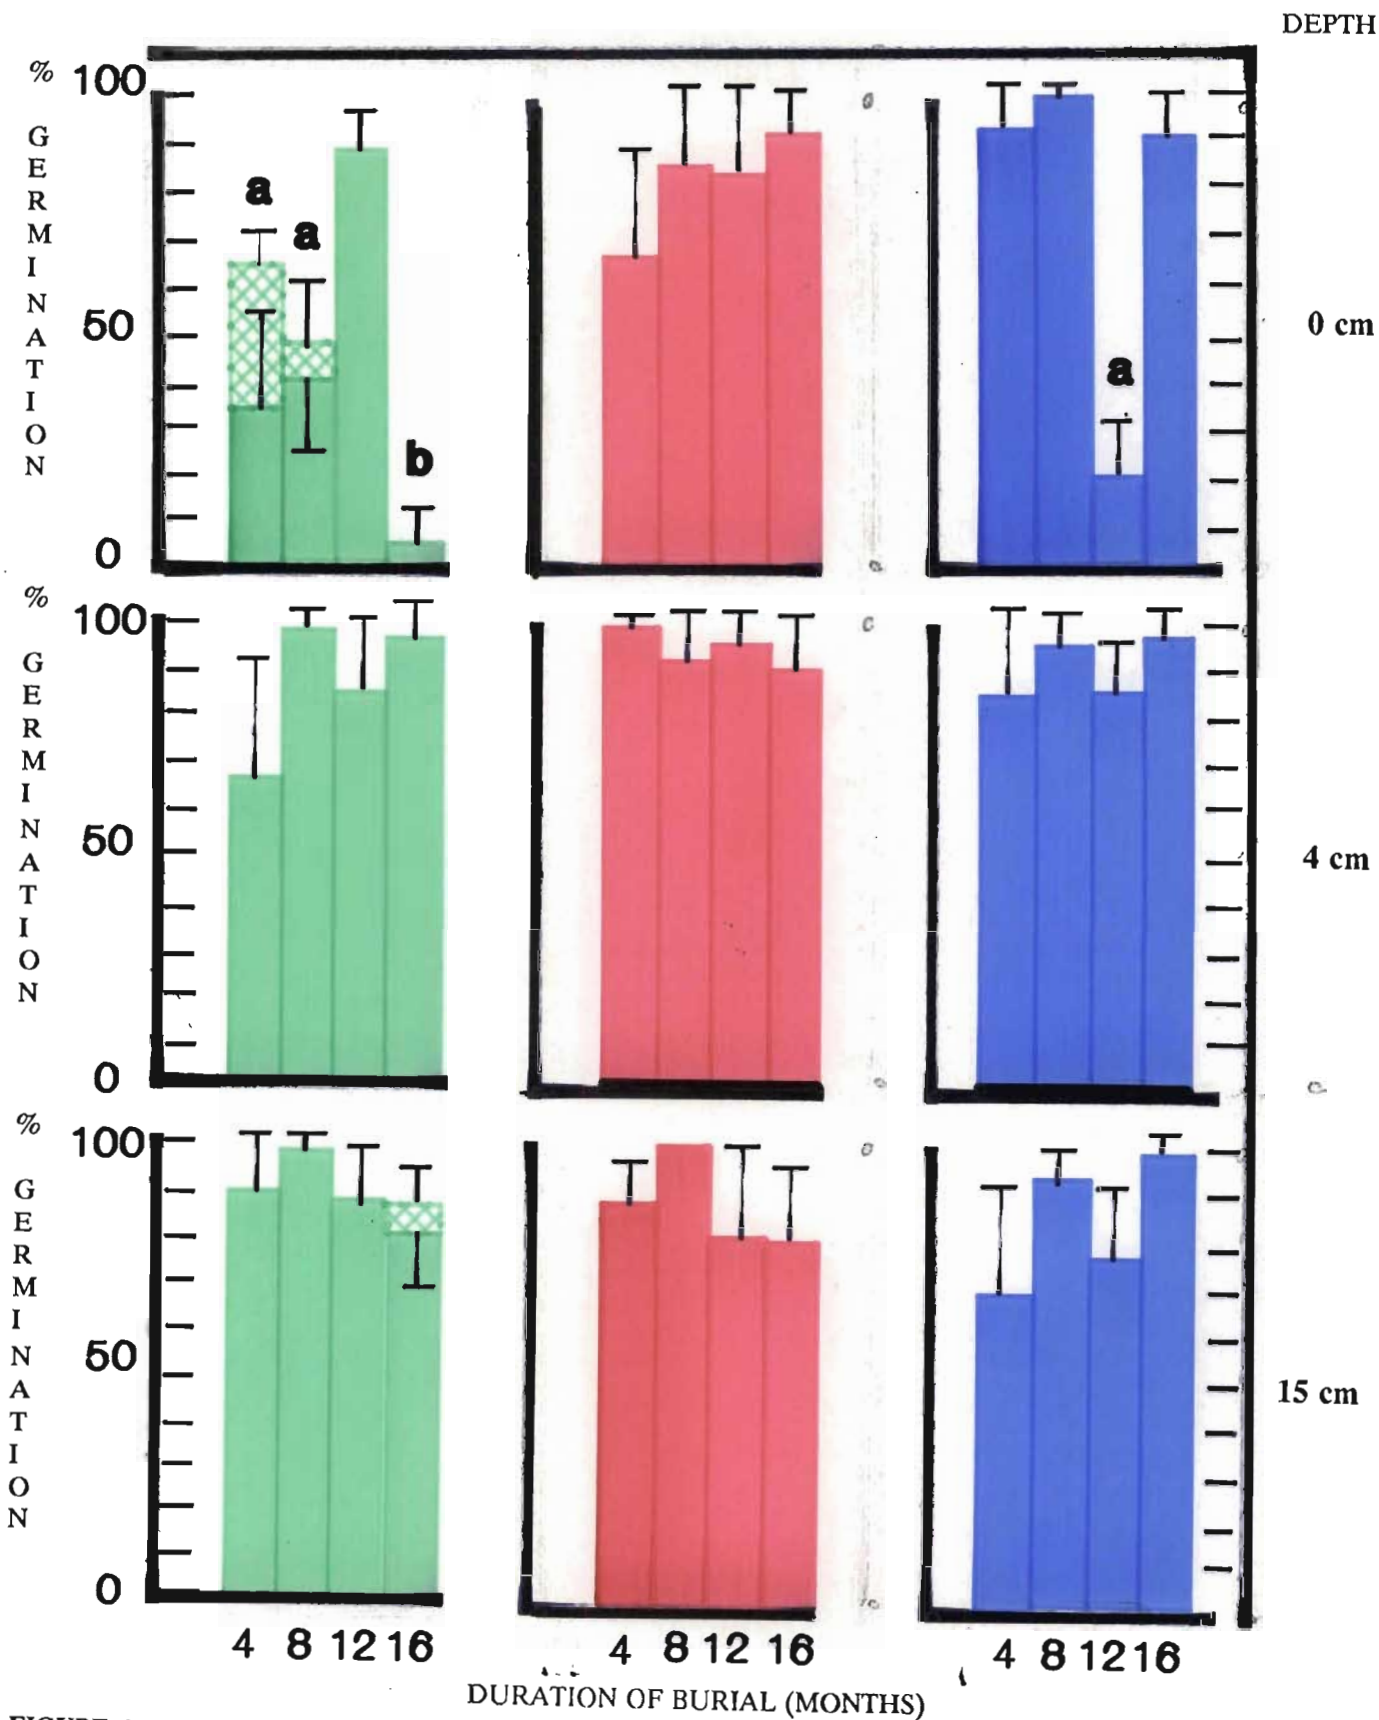 DEPTH
% 100
GERMINATION
a
a
50
0 cm
a
b
0
% 100
GERMINATION
50
4 cm
0
% 100
GERMINATION
50
15 cm
0
4 8 12 16 4 8 12 16 4 8 12 16
DURATION OF BURIAL (MONTHS)